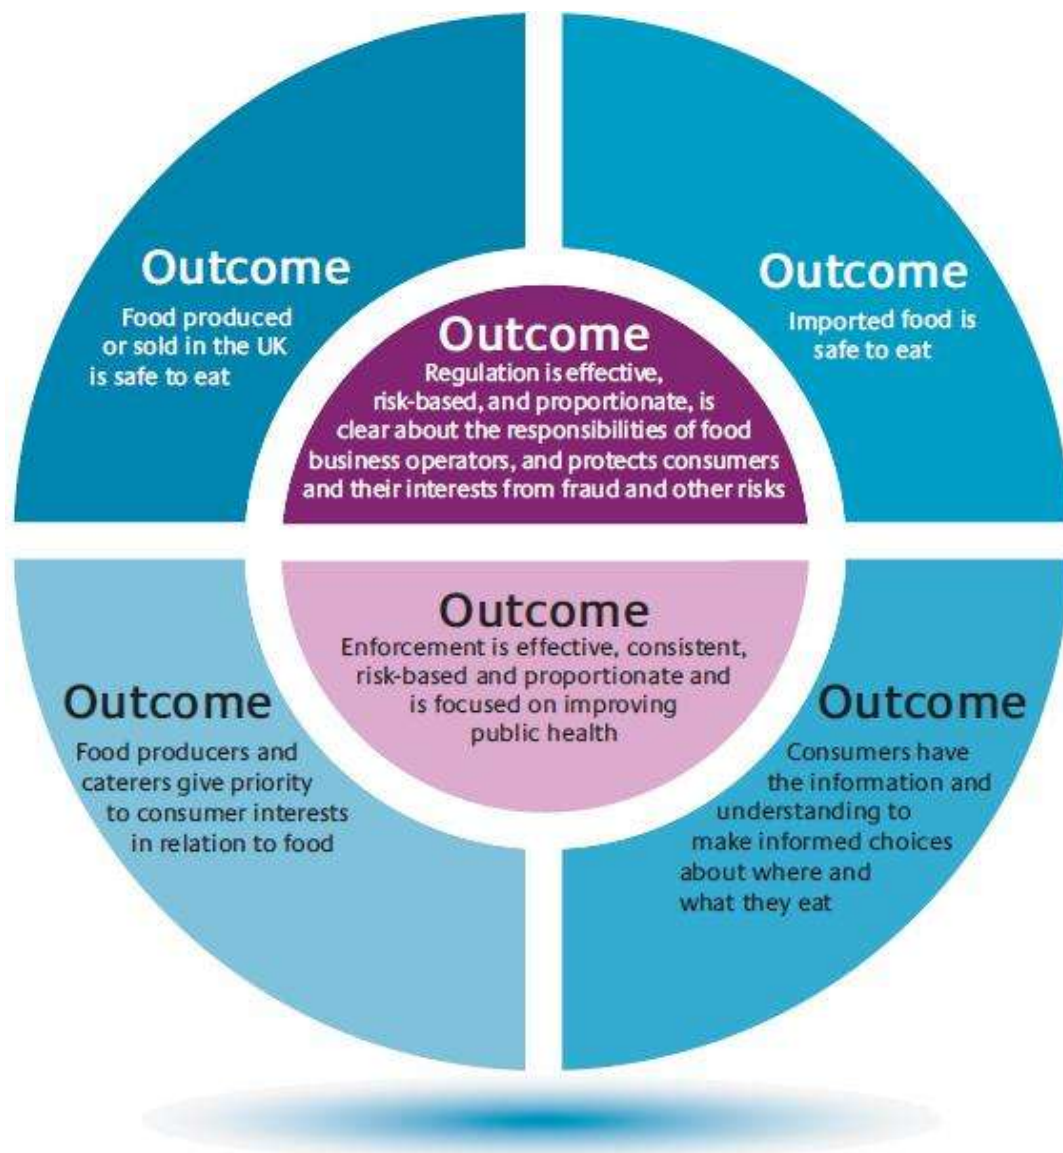 Outcome
Food produced
or sold in the UK
is safe to eat
Outcome
Imported food is
safe to eat
Outcome
Regulation is effective,
risk-based, and proportionate, is
clear about the responsibilities of food
business operators, and protects consumers
and their interests from fraud and other risks
Outcome
Enforcement is effective, consistent,
risk-based and proportionate and
is focused on improving
public health
Outcome
Food producers and
caterers give priority
to consumer interests
in relation to food
Outcome
Consumers have
the information and
understanding to
make informed choices
about where and
what they eat